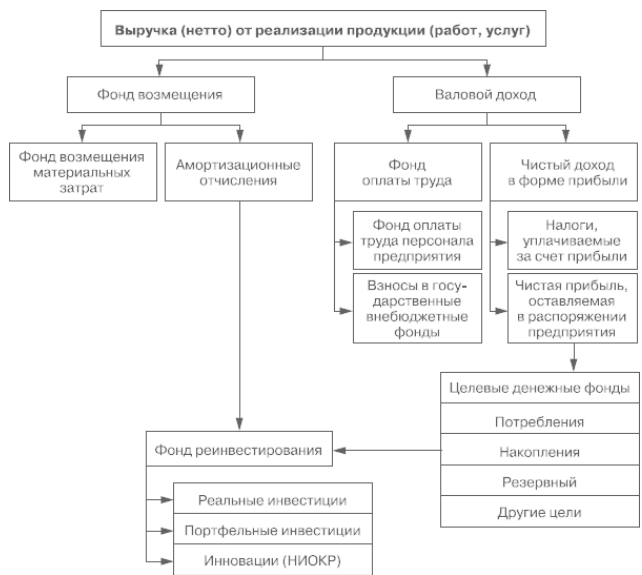 Выручка (нетто) от реализации продукции (работ, услуг)
Фонд возмещения
Валовой доход
Фонд возмещения
материальных
затрат
Амортизационные
отчисления
Фонд
оплаты труда
Чистый доход
в форме прибыли
Фонд оплаты
труда персонала
предприятия
Налоги,
уплачиваемые
за счет прибыли
Взносы в госу-
дарственные
внебюджетные
фонды
Чистая прибыль,
оставляемая
в распоряжении
предприятия
Целевые денежные фонды
Потребления
Накопления
Резервный
Другие цели
Фонд реинвестирования
Реальные инвестиции
Портфельные инвестиции
Инновации (НИОКР)